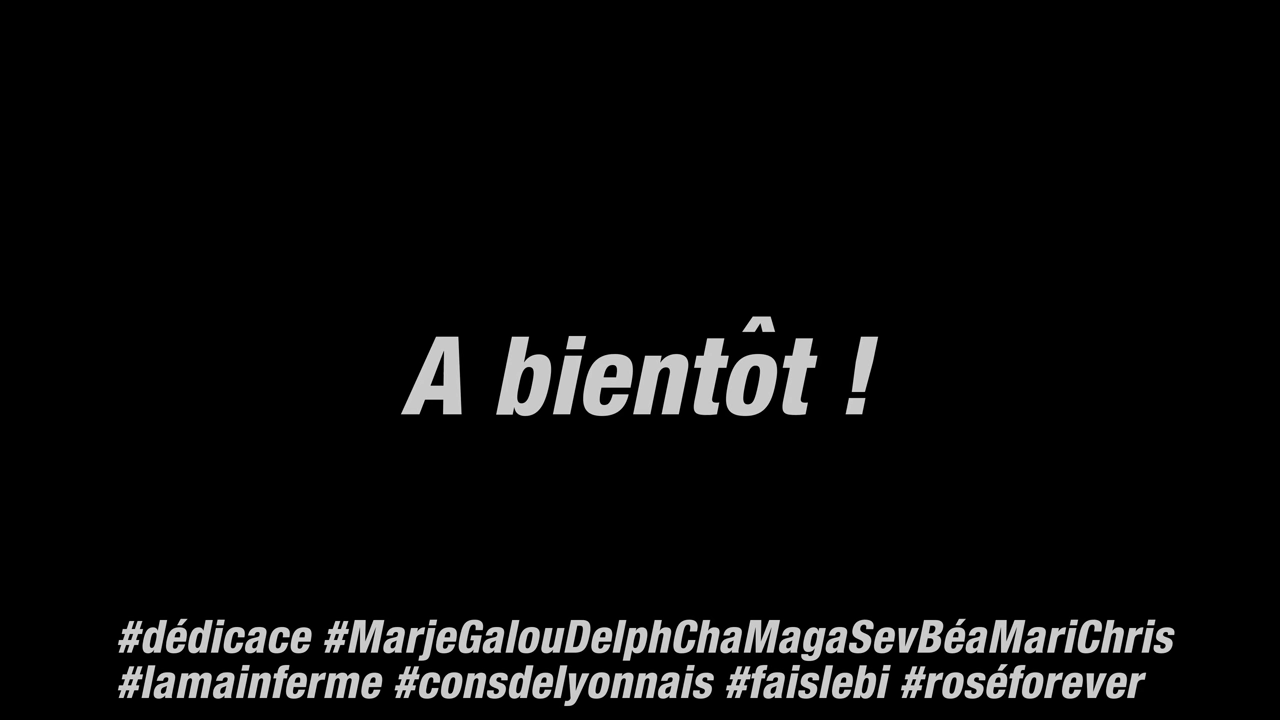 A bientôt !
#dédicace #MarjeGalouDelphChaMagaSevBéaMariChris
#lamainferme #consdelyonnais #faislebi #roséforever